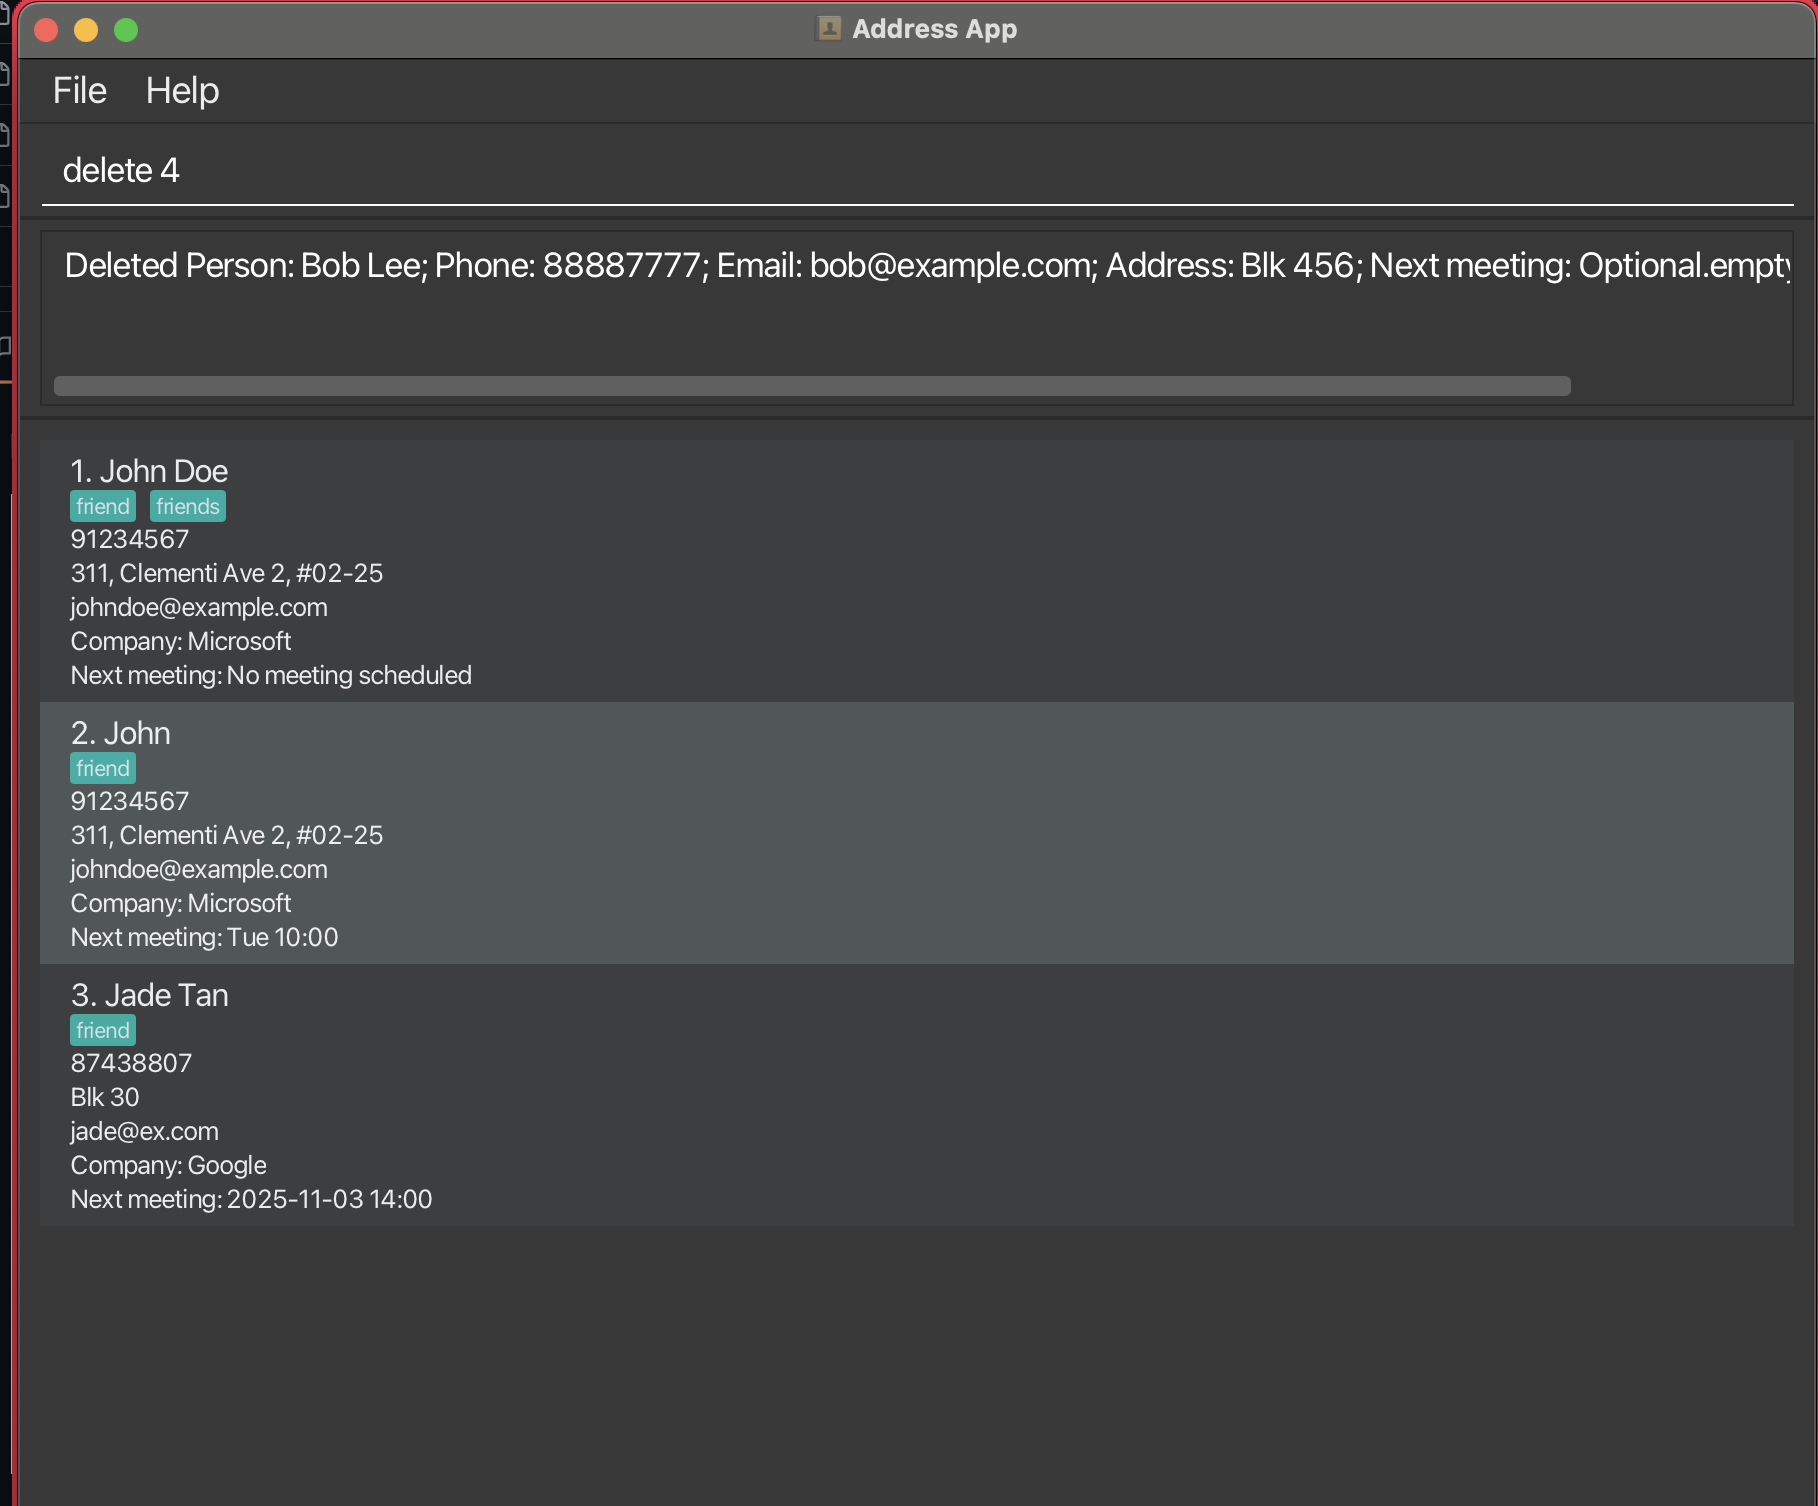 Address App
File Help
delete 4
Deleted Person: Bob Lee; Phone: 88887777; Email: bob@example.com; Address: Blk 456; Next meeting: Optional.empty
1. John Doe
friend friends
91234567
311, Clementi Ave 2, #02-25
johndoe@example.com
Company: Microsoft
Next meeting: No meeting scheduled
2. John
friend
91234567
311, Clementi Ave 2, #02-25
johndoe@example.com
Company: Microsoft
Next meeting: Tue 10:00
3. Jade Tan
friend
87438807
Blk 30
jade@ex.com
Company: Google
Next meeting: 2025-11-03 14:00